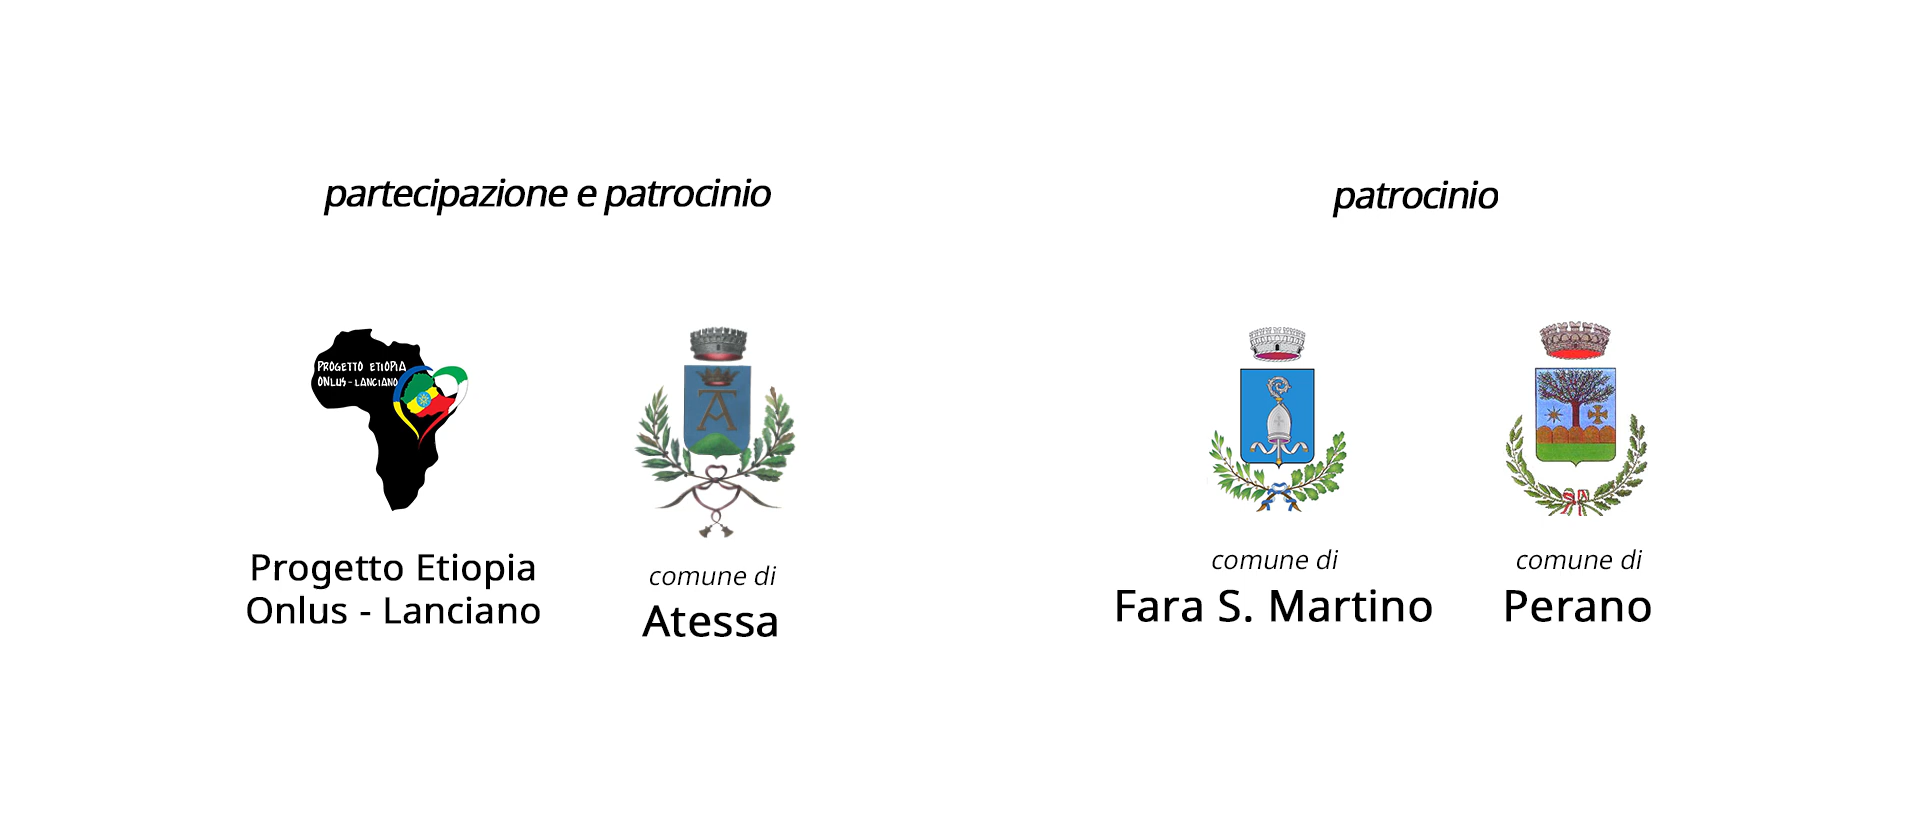 partecipazione e patrocinio
patrocinio
PROGETTO ETIOPIA
ONLUS - LANCIANO
A
Progetto Etiopia
Onlus - Lanciano
comune di
Atessa
comune di
Fara S. Martino
comune di
Perano